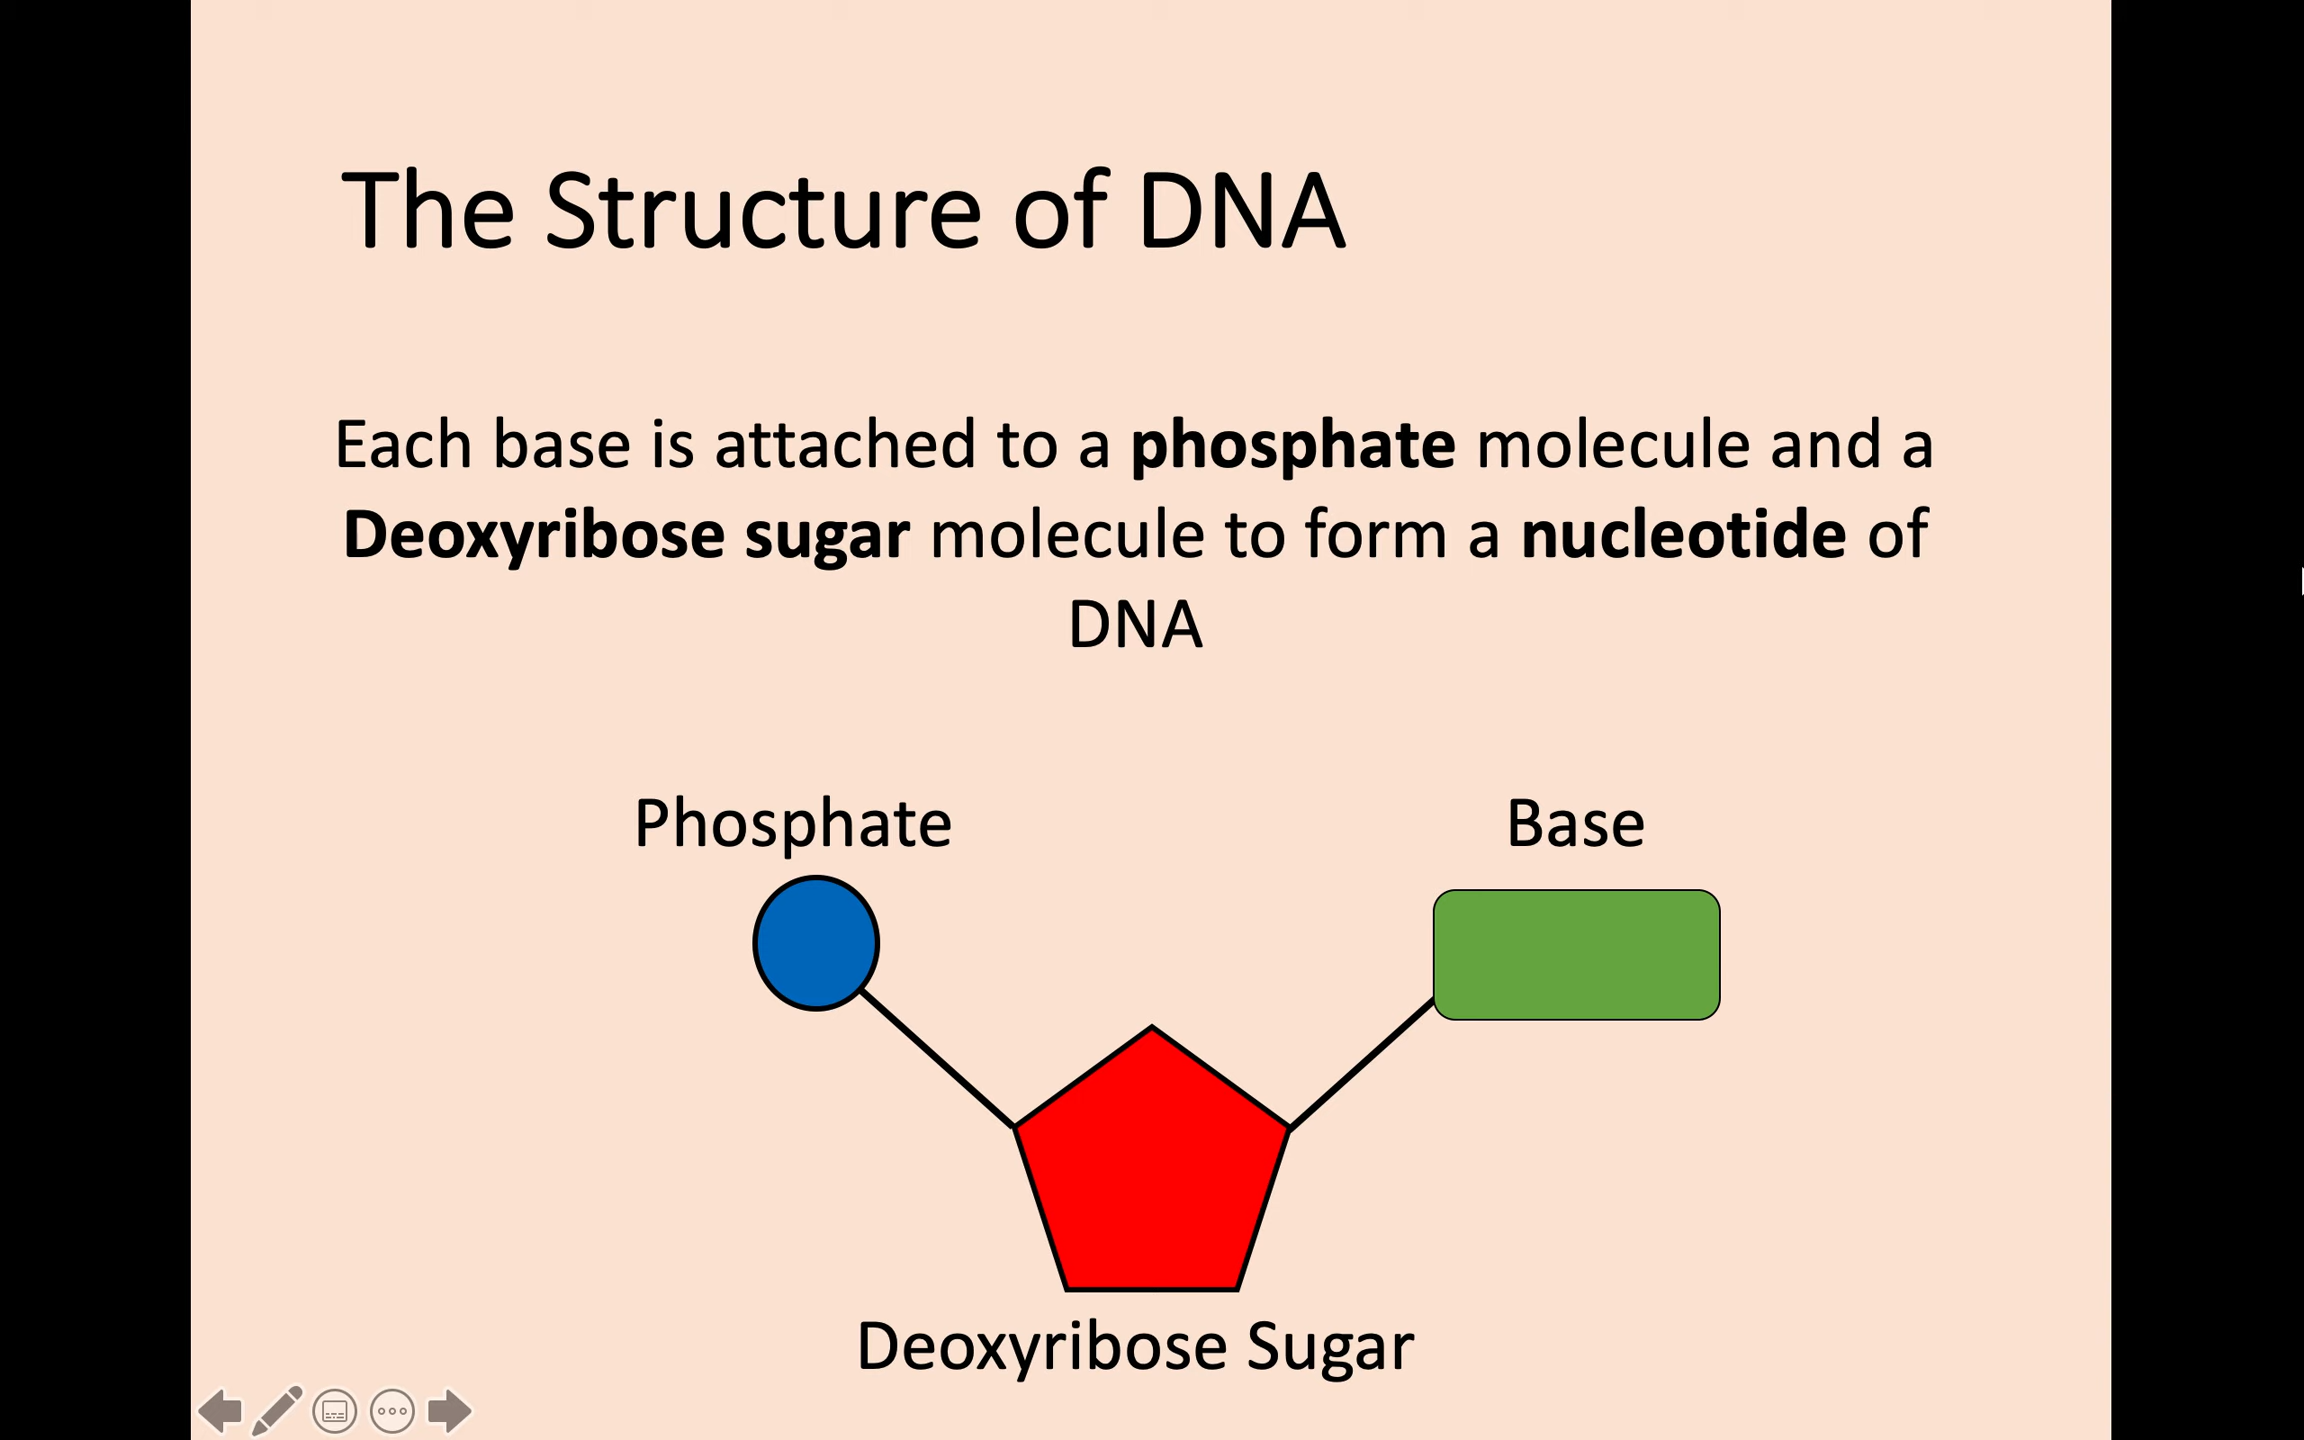 The Structure of DNA
Each base is attached to a phosphate molecule and a
Deoxyribose sugar molecule to form a nucleotide of
DNA
Phosphate
Base
Deoxyribose Sugar